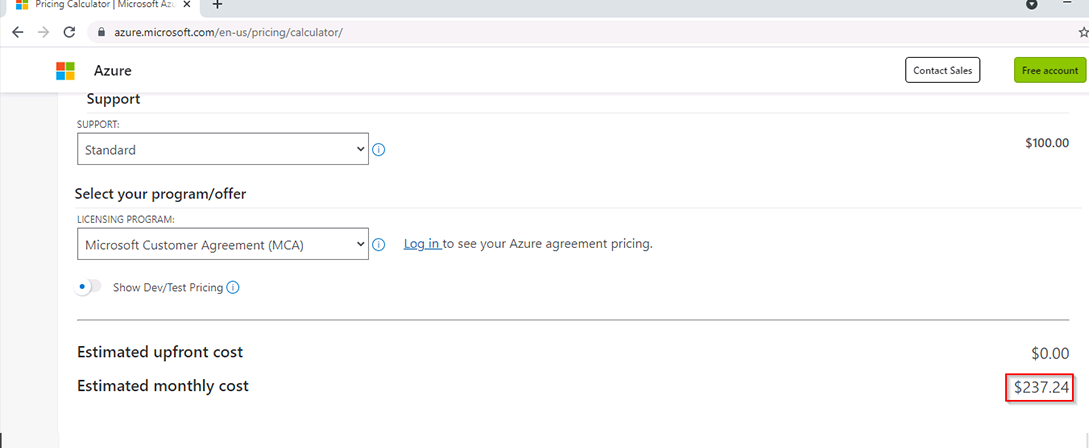 Pricing Calculator | Microsoft Azu
azure.microsoft.com/en-us/pricing/calculator/
Azure
Contact Sales
Free account
Support
SUPPORT:
Standard
$100.00
Select your program/offer
LICENSING PROGRAM:
Microsoft Customer Agreement (MCA)
Log in to see your Azure agreement pricing.
Show Dev/Test Pricing
Estimated upfront cost
$0.00
Estimated monthly cost
$237.24